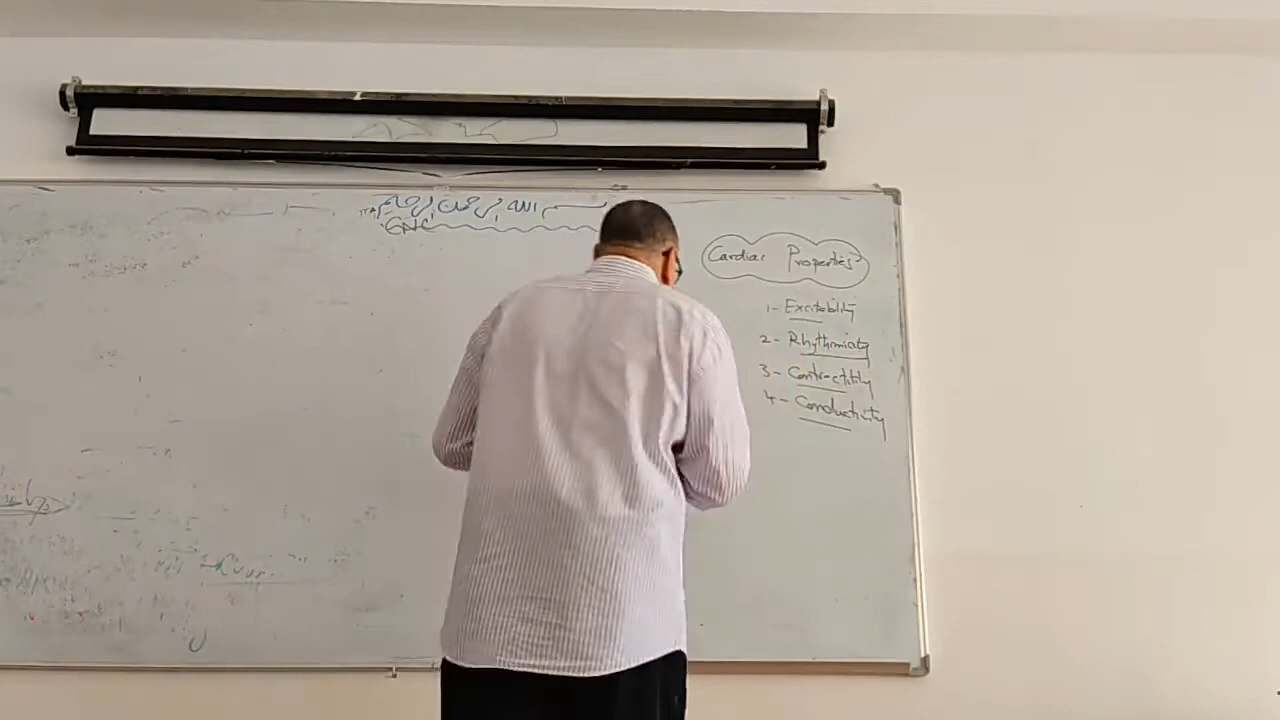 بسم الله الرحمن الرحيم
Cardiac Properties
1- Excitability
2- Rhythmicity
3- Contractility
4- Conductivity